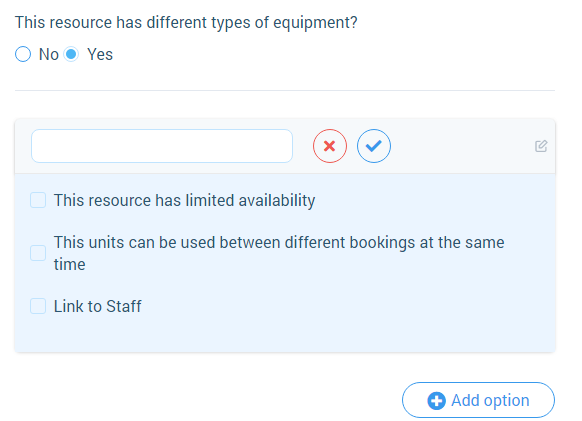 This resource has different types of equipment?
No Yes
This resource has limited availability
This units can be used between different bookings at the same
time
Link to Staff
Add option